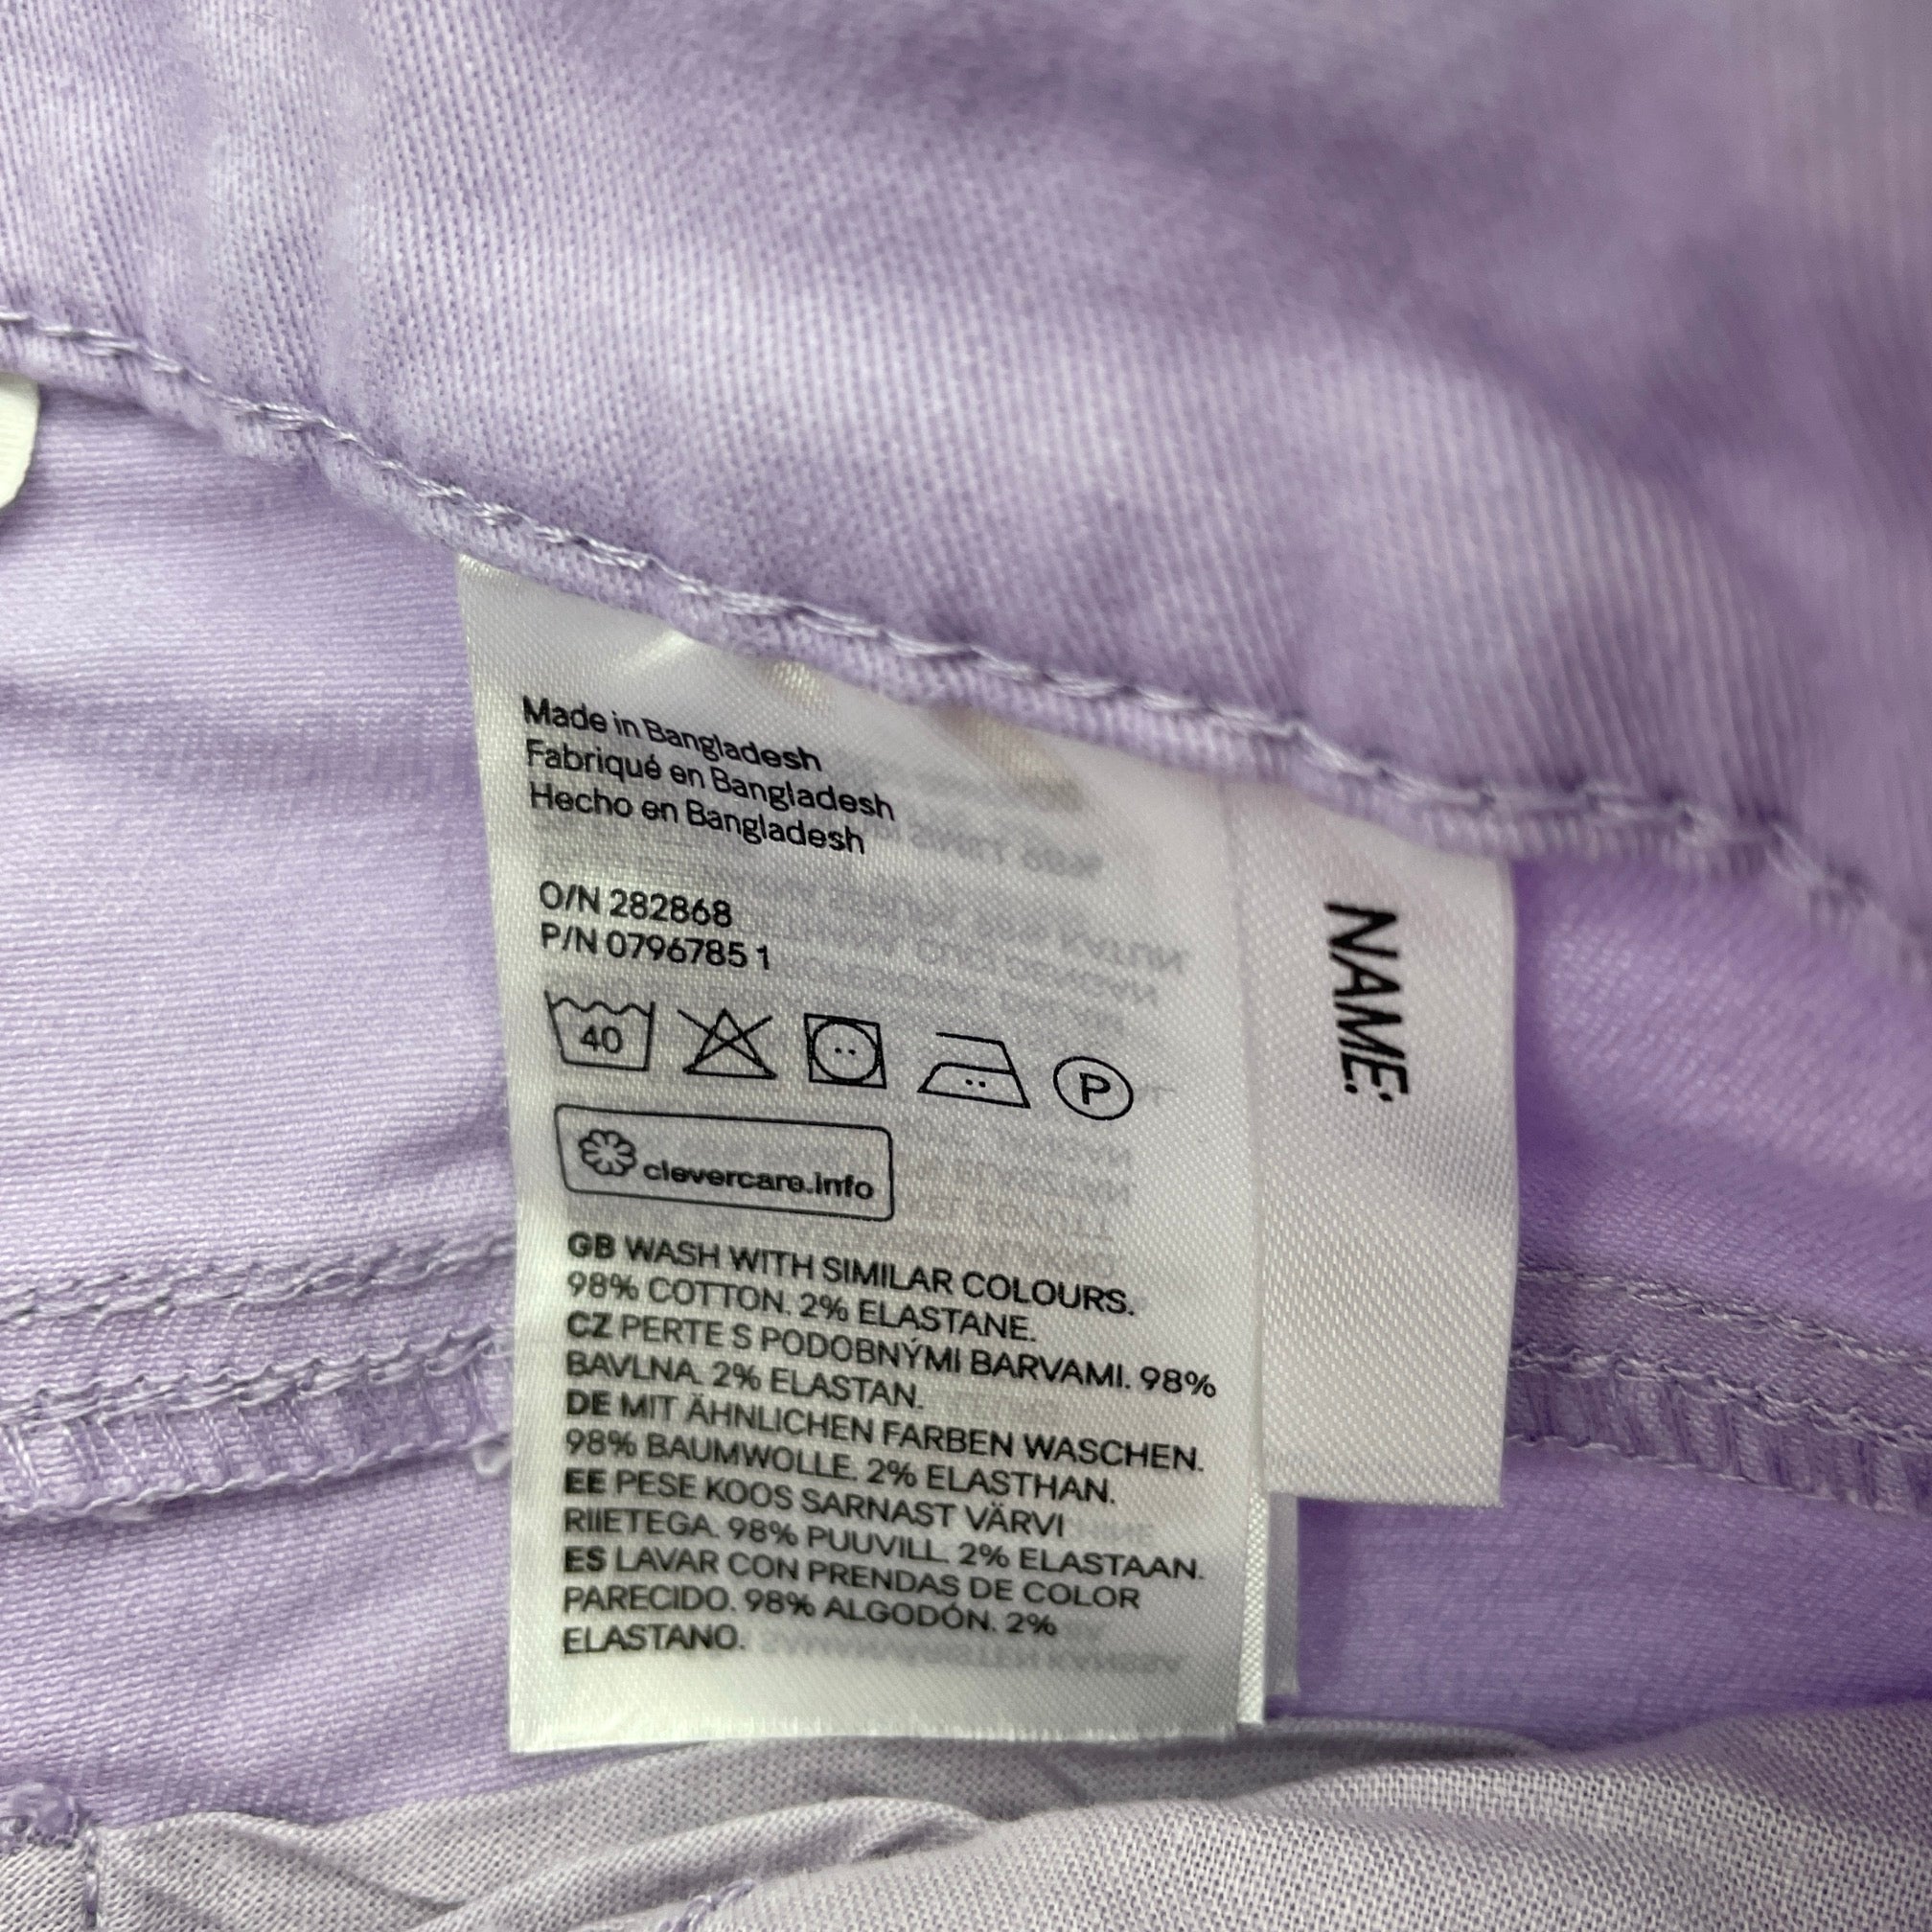 Made in Bangladesh
Fabriqué en Bangladesh
Hecho en Bangladesh
O/N 282868
P/N 0796785 1
40
P
clevercare.info
GB WASH WITH SIMILAR COLOURS.
98% COTTON. 2% ELASTANE.
CZ PERTE S PODOBNÝMI BARVAMI. 98%
BAVLNA. 2% ELASTAN.
DE MIT ÄHNLICHEN FARBEN WASCHEN.
98% BAUMWOLLE. 2% ELASTHAN.
EE PESE KOOS SARNAST VÄRVI
RIIETEGA. 98% PUUVILL. 2% ELASTAAN.
ES LAVAR CON PRENDAS DE COLOR
PARECIDO. 98% ALGODÓN. 2%
ELASTANO.
NAME: